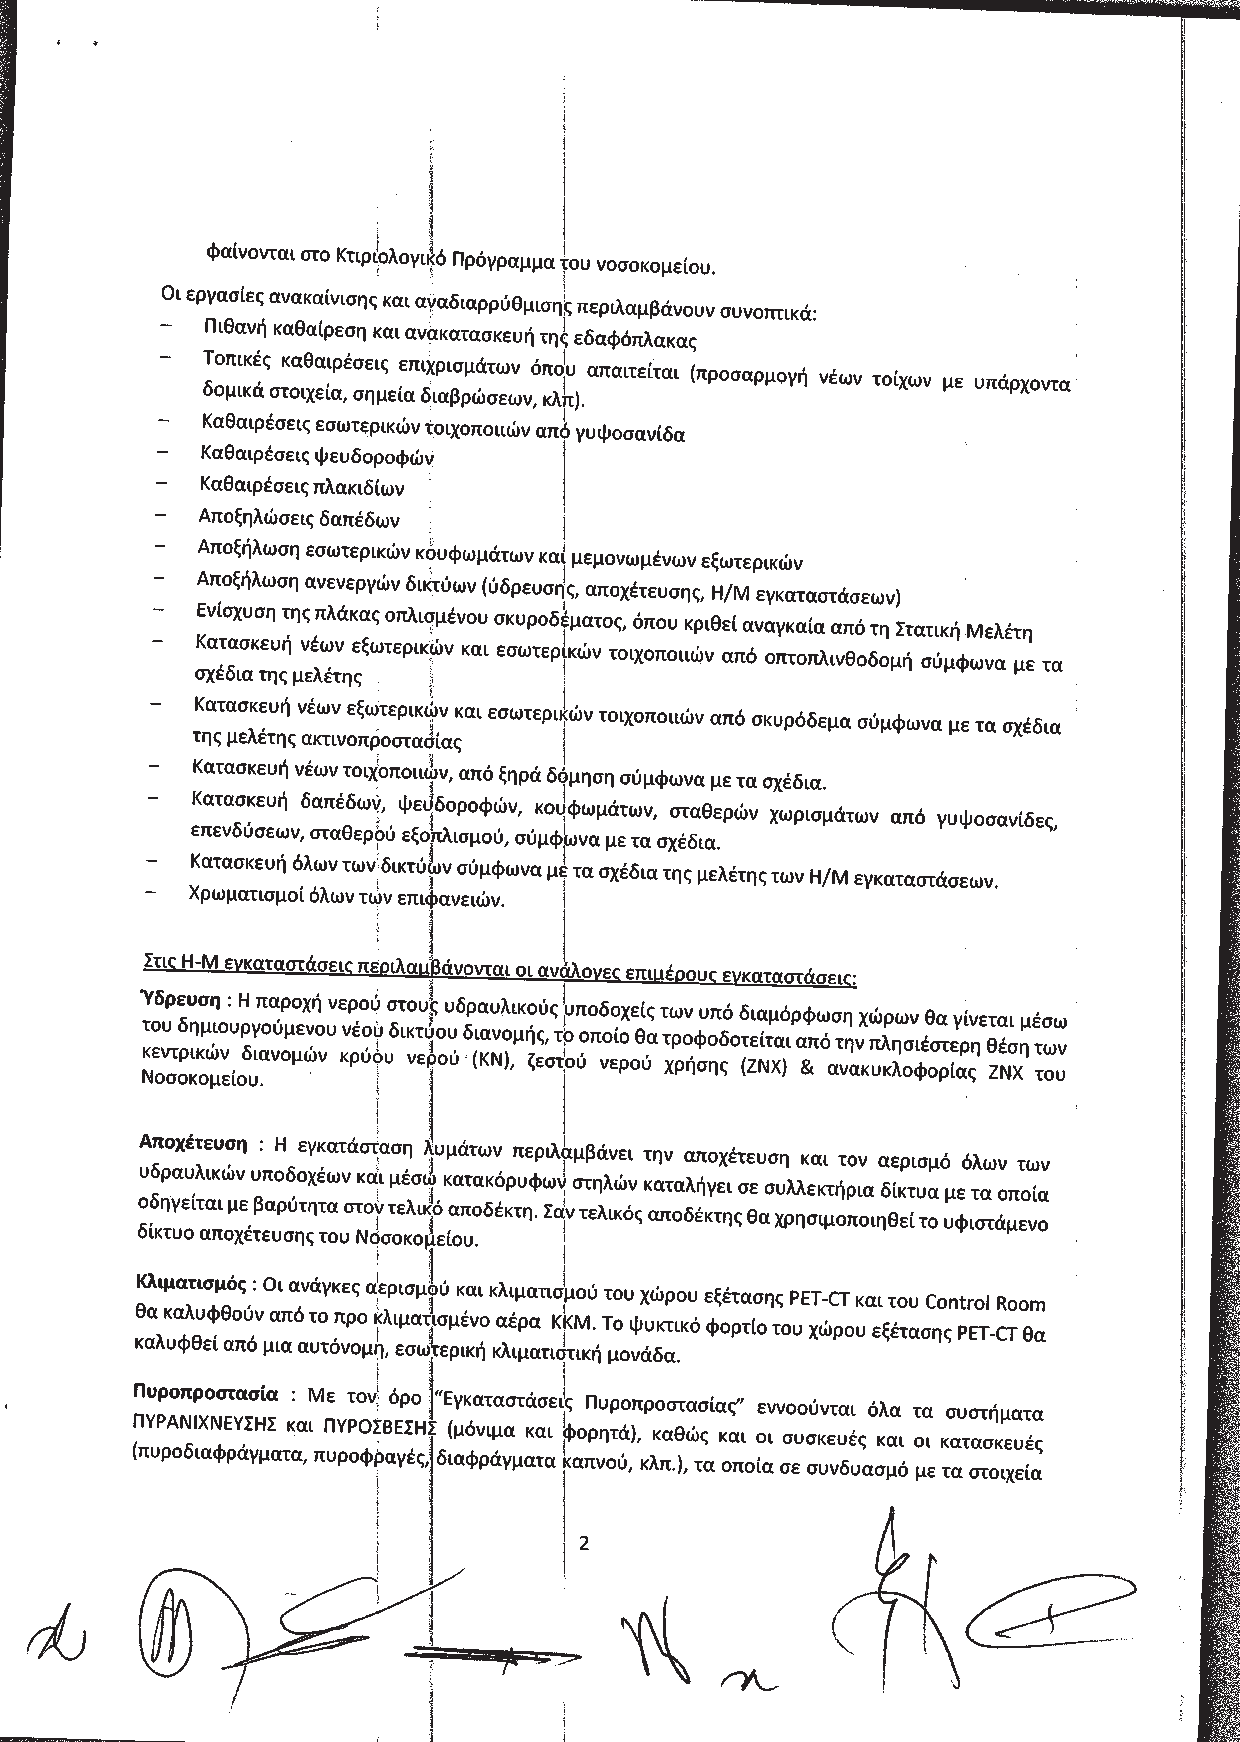 φαίνονται στο Κτιριολογικό Πρόγραμμα του νοσοκομείου.
Οι εργασίες ανακαίνισης και αναδιαρρύθμισης περιλαμβάνουν συνοπτικά:
– Πιθανή καθαίρεση και ανακατασκευή της εδαφόπλακας
– Τοπικές καθαιρέσεις επιχρισμάτων όπου απαιτείται (προσαρμογή νέων τοίχων με υπάρχοντα
δομικά στοιχεία, σημεία διαβρώσεων, κλπ).
– Καθαιρέσεις εσωτερικών τοιχοποιιών από γυψοσανίδα
– Καθαιρέσεις ψευδοροφών
– Καθαιρέσεις πλακιδίων
– Αποξηλώσεις δαπέδων
– Αποξήλωση εσωτερικών κουφωμάτων και μεμονωμένων εξωτερικών
– Αποξήλωση ανενεργών δικτύων (ύδρευσης, αποχέτευσης, Η/Μ εγκαταστάσεων)
– Ενίσχυση της πλάκας οπλισμένου σκυροδέματος, όπου κριθεί αναγκαία από τη Στατική Μελέτη
– Κατασκευή νέων εξωτερικών και εσωτερικών τοιχοποιιών από οπτοπλινθοδομή σύμφωνα με τα
σχέδια της μελέτης
– Κατασκευή νέων εξωτερικών και εσωτερικών τοιχοποιιών από σκυρόδεμα σύμφωνα με τα σχέδια
της μελέτης ακτινοπροστασίας
– Κατασκευή νέων τοιχοποιιών, από ξηρά δόμηση σύμφωνα με τα σχέδια.
– Κατασκευή δαπέδων, ψευδοροφών, κουφωμάτων, σταθερών χωρισμάτων από γυψοσανίδες,
επενδύσεων, σταθερού εξοπλισμού, σύμφωνα με τα σχέδια.
– Κατασκευή όλων των δικτύων σύμφωνα με τα σχέδια της μελέτης των Η/Μ εγκαταστάσεων.
– Χρωματισμοί όλων των επιφανειών.
Στις Η-Μ εγκαταστάσεις περιλαμβάνονται οι ανάλογες επιμέρους εγκαταστάσεις:
Ύδρευση : Η παροχή νερού στους υδραυλικούς υποδοχείς των υπό διαμόρφωση χώρων θα γίνεται μέσω
του δημιουργούμενου νέου δικτύου διανομής, το οποίο θα τροφοδοτείται από την πλησιέστερη θέση των
κεντρικών διανομών κρύου νερού (ΚΝ), ζεστού νερού χρήσης (ΖΝΧ) & ανακυκλοφορίας ΖΝΧ του
Νοσοκομείου.
Αποχέτευση : Η εγκατάσταση λυμάτων περιλαμβάνει την αποχέτευση και τον αερισμό όλων των
υδραυλικών υποδοχέων και μέσω κατακόρυφων στηλών καταλήγει σε συλλεκτήρια δίκτυα με τα οποία
οδηγείται με βαρύτητα στον τελικό αποδέκτη. Σαν τελικός αποδέκτης θα χρησιμοποιηθεί το υφιστάμενο
δίκτυο αποχέτευσης του Νοσοκομείου.
Κλιματισμός : Οι ανάγκες αερισμού και κλιματισμού του χώρου εξέτασης PET-CT και του Control Room
θα καλυφθούν από το προ κλιματισμένο αέρα ΚΚΜ. Το ψυκτικό φορτίο του χώρου εξέτασης PET-CT θα
καλυφθεί από μια αυτόνομη, εσωτερική κλιματιστική μονάδα.
Πυροπροστασία : Με τον όρο "Εγκαταστάσεις Πυροπροστασίας" εννοούνται όλα τα συστήματα
ΠΥΡΑΝΙΧΝΕΥΣΗΣ και ΠΥΡΟΣΒΕΣΗΣ (μόνιμα και φορητά), καθώς και οι συσκευές και οι κατασκευές
(πυροδιαφράγματα, πυροφραγές, διαφράγματα καπνού, κλπ.), τα οποία σε συνδυασμό με τα στοιχεία
2